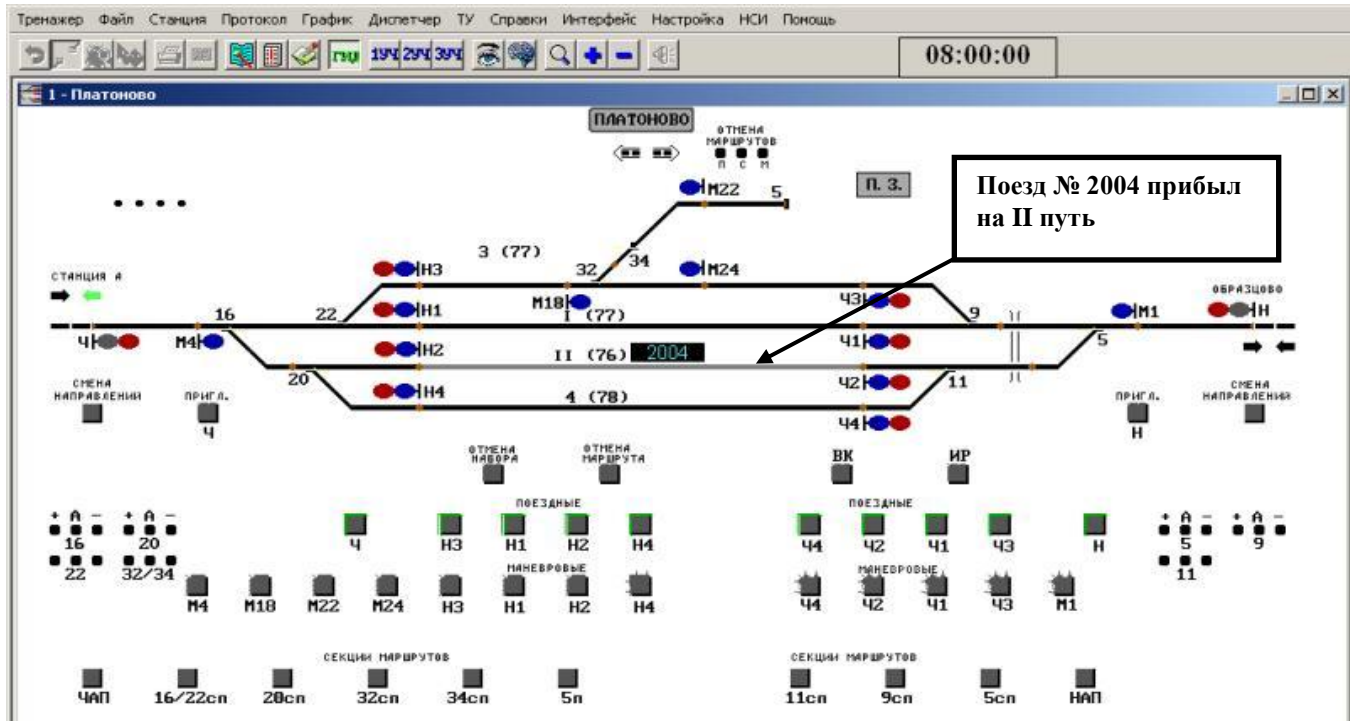 Тренажер Файл Станция Протокол График Диспетчер ТУ Справки Интерфейс Настройка НСИ Помощь
ГИД 1УЧ 2УЧ 3УЧ 08:00:00
1 - Платоново
ПЛАТОНОВО
ОТМЕНА
МАРШРУТОВ
П С М
Поезд № 2004 прибыл
на II путь
П. З.
М22 5
3 (77) 34
СТАНЦИЯ А Н3 32 М24 ОБРАЗЦОВО
16 22 Н1 М18 I (77) Ч3 9 М1 Н
Ч М4 Н2 II (76) 2004 Ч1 5
20 Н4 4 (78) Ч2 11
Ч4
СМЕНА
НАПРАВЛЕНИЙ
ПРИГЛ.
Ч
ПРИГЛ.
Н
СМЕНА
НАПРАВЛЕНИЙ
ОТМЕНА
НАБОРА
ОТМЕНА
МАРШРУТА
ВК ИР
ПОЕЗДНЫЕ ПОЕЗДНЫЕ
+ А - + А - + А - + А -
16 20 Ч Н3 Н1 Н2 Н4 Ч4 Ч2 Ч1 Ч3 Н 5 9
22 32/34 11
МАНЕВРОВЫЕ МАНЕВРОВЫЕ
М4 М18 М22 М24 Н3 Н1 Н2 Н4 Ч4 Ч2 Ч1 Ч3 М1
СЕКЦИИ МАРШРУТОВ СЕКЦИИ МАРШРУТОВ
ЧАП 16/22сп 20сп 32сп 34сп 5п 11сп 9сп 5сп НАП